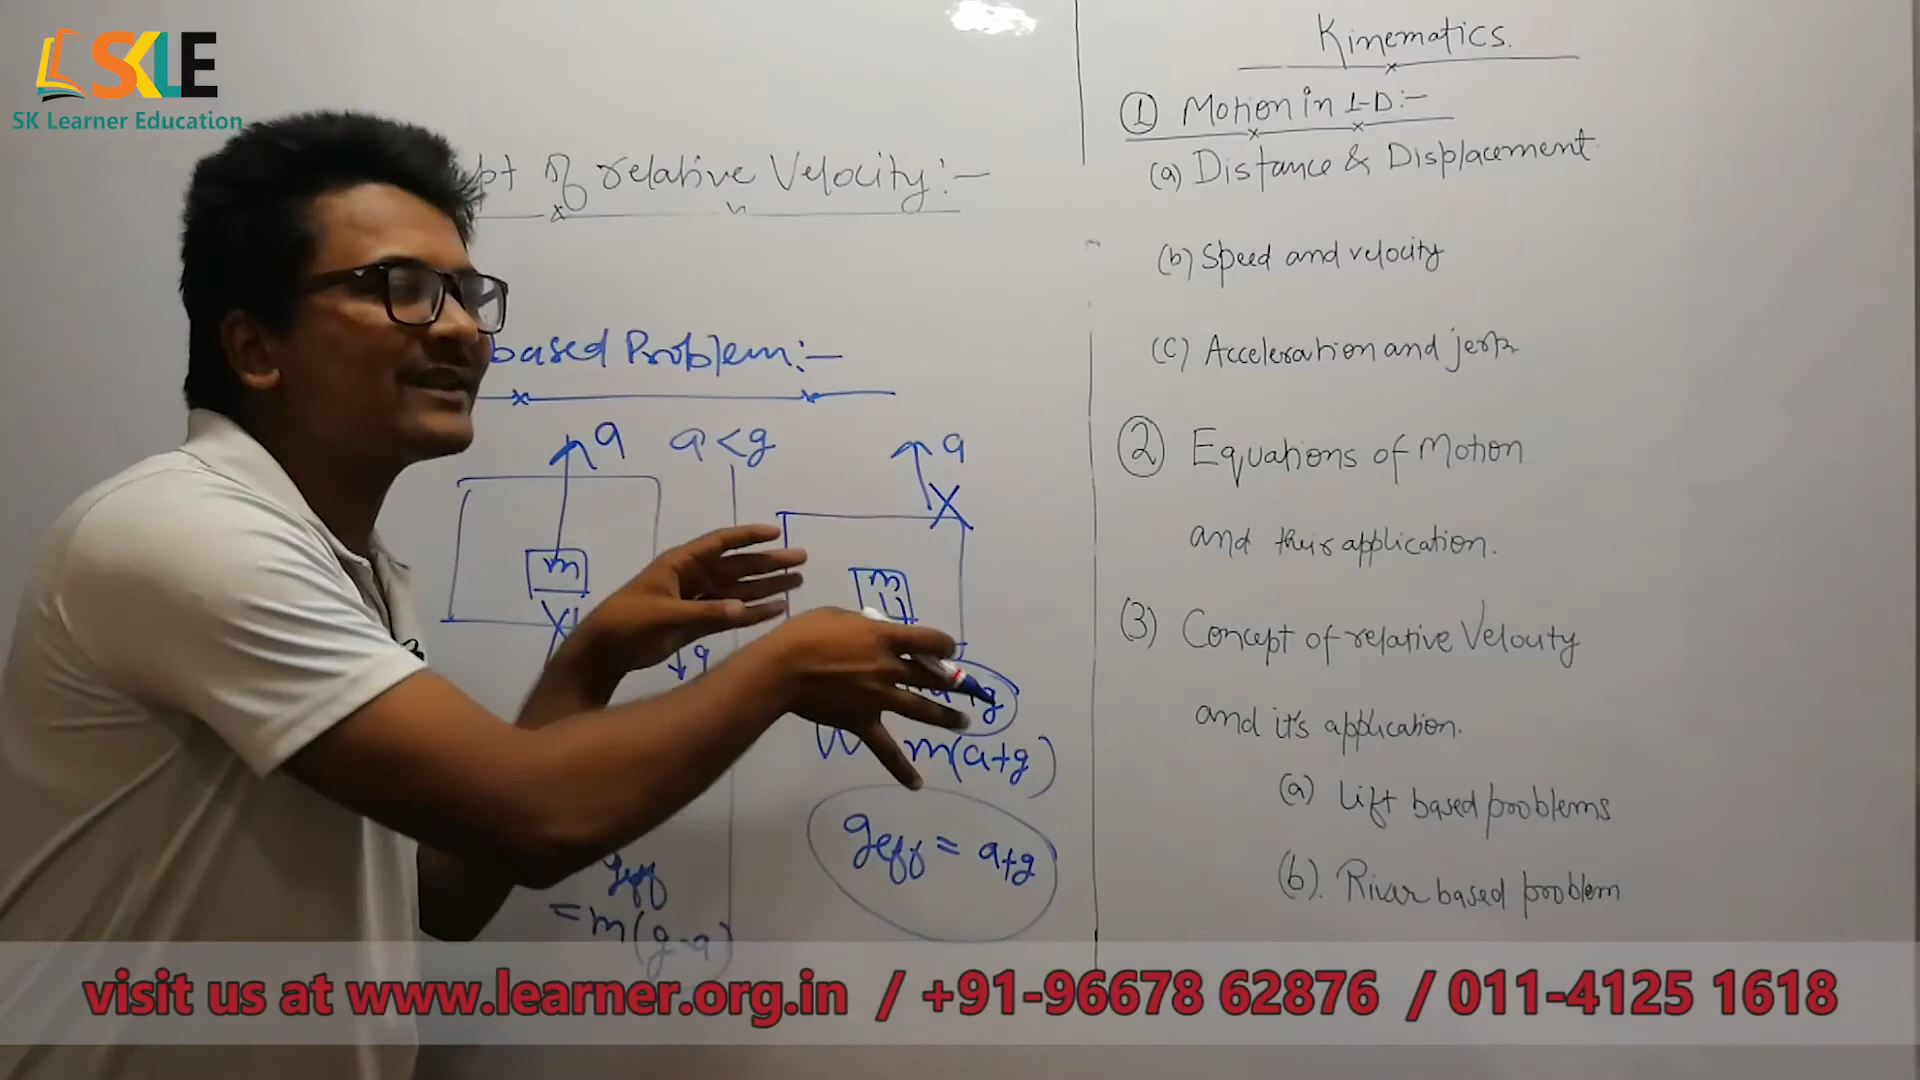 SKLE
SK Learner Education
of relative Velocity:-
based Problem:-
a
a < g
a
m
m
g
m(a+g)
geff = a+g
geff
= m(g-a)
Kinematics.
① Motion in 1-D:-
(a) Distance & Displacement
(b) Speed and velocity
(c) Acceleration and jerk
② Equations of Motion
and their application.
(3) Concept of relative Velocity
and it's application.
(a) Lift based problems
(b). River based problem
visit us at www.learner.org.in / +91-96678 62876 / 011-4125 1618